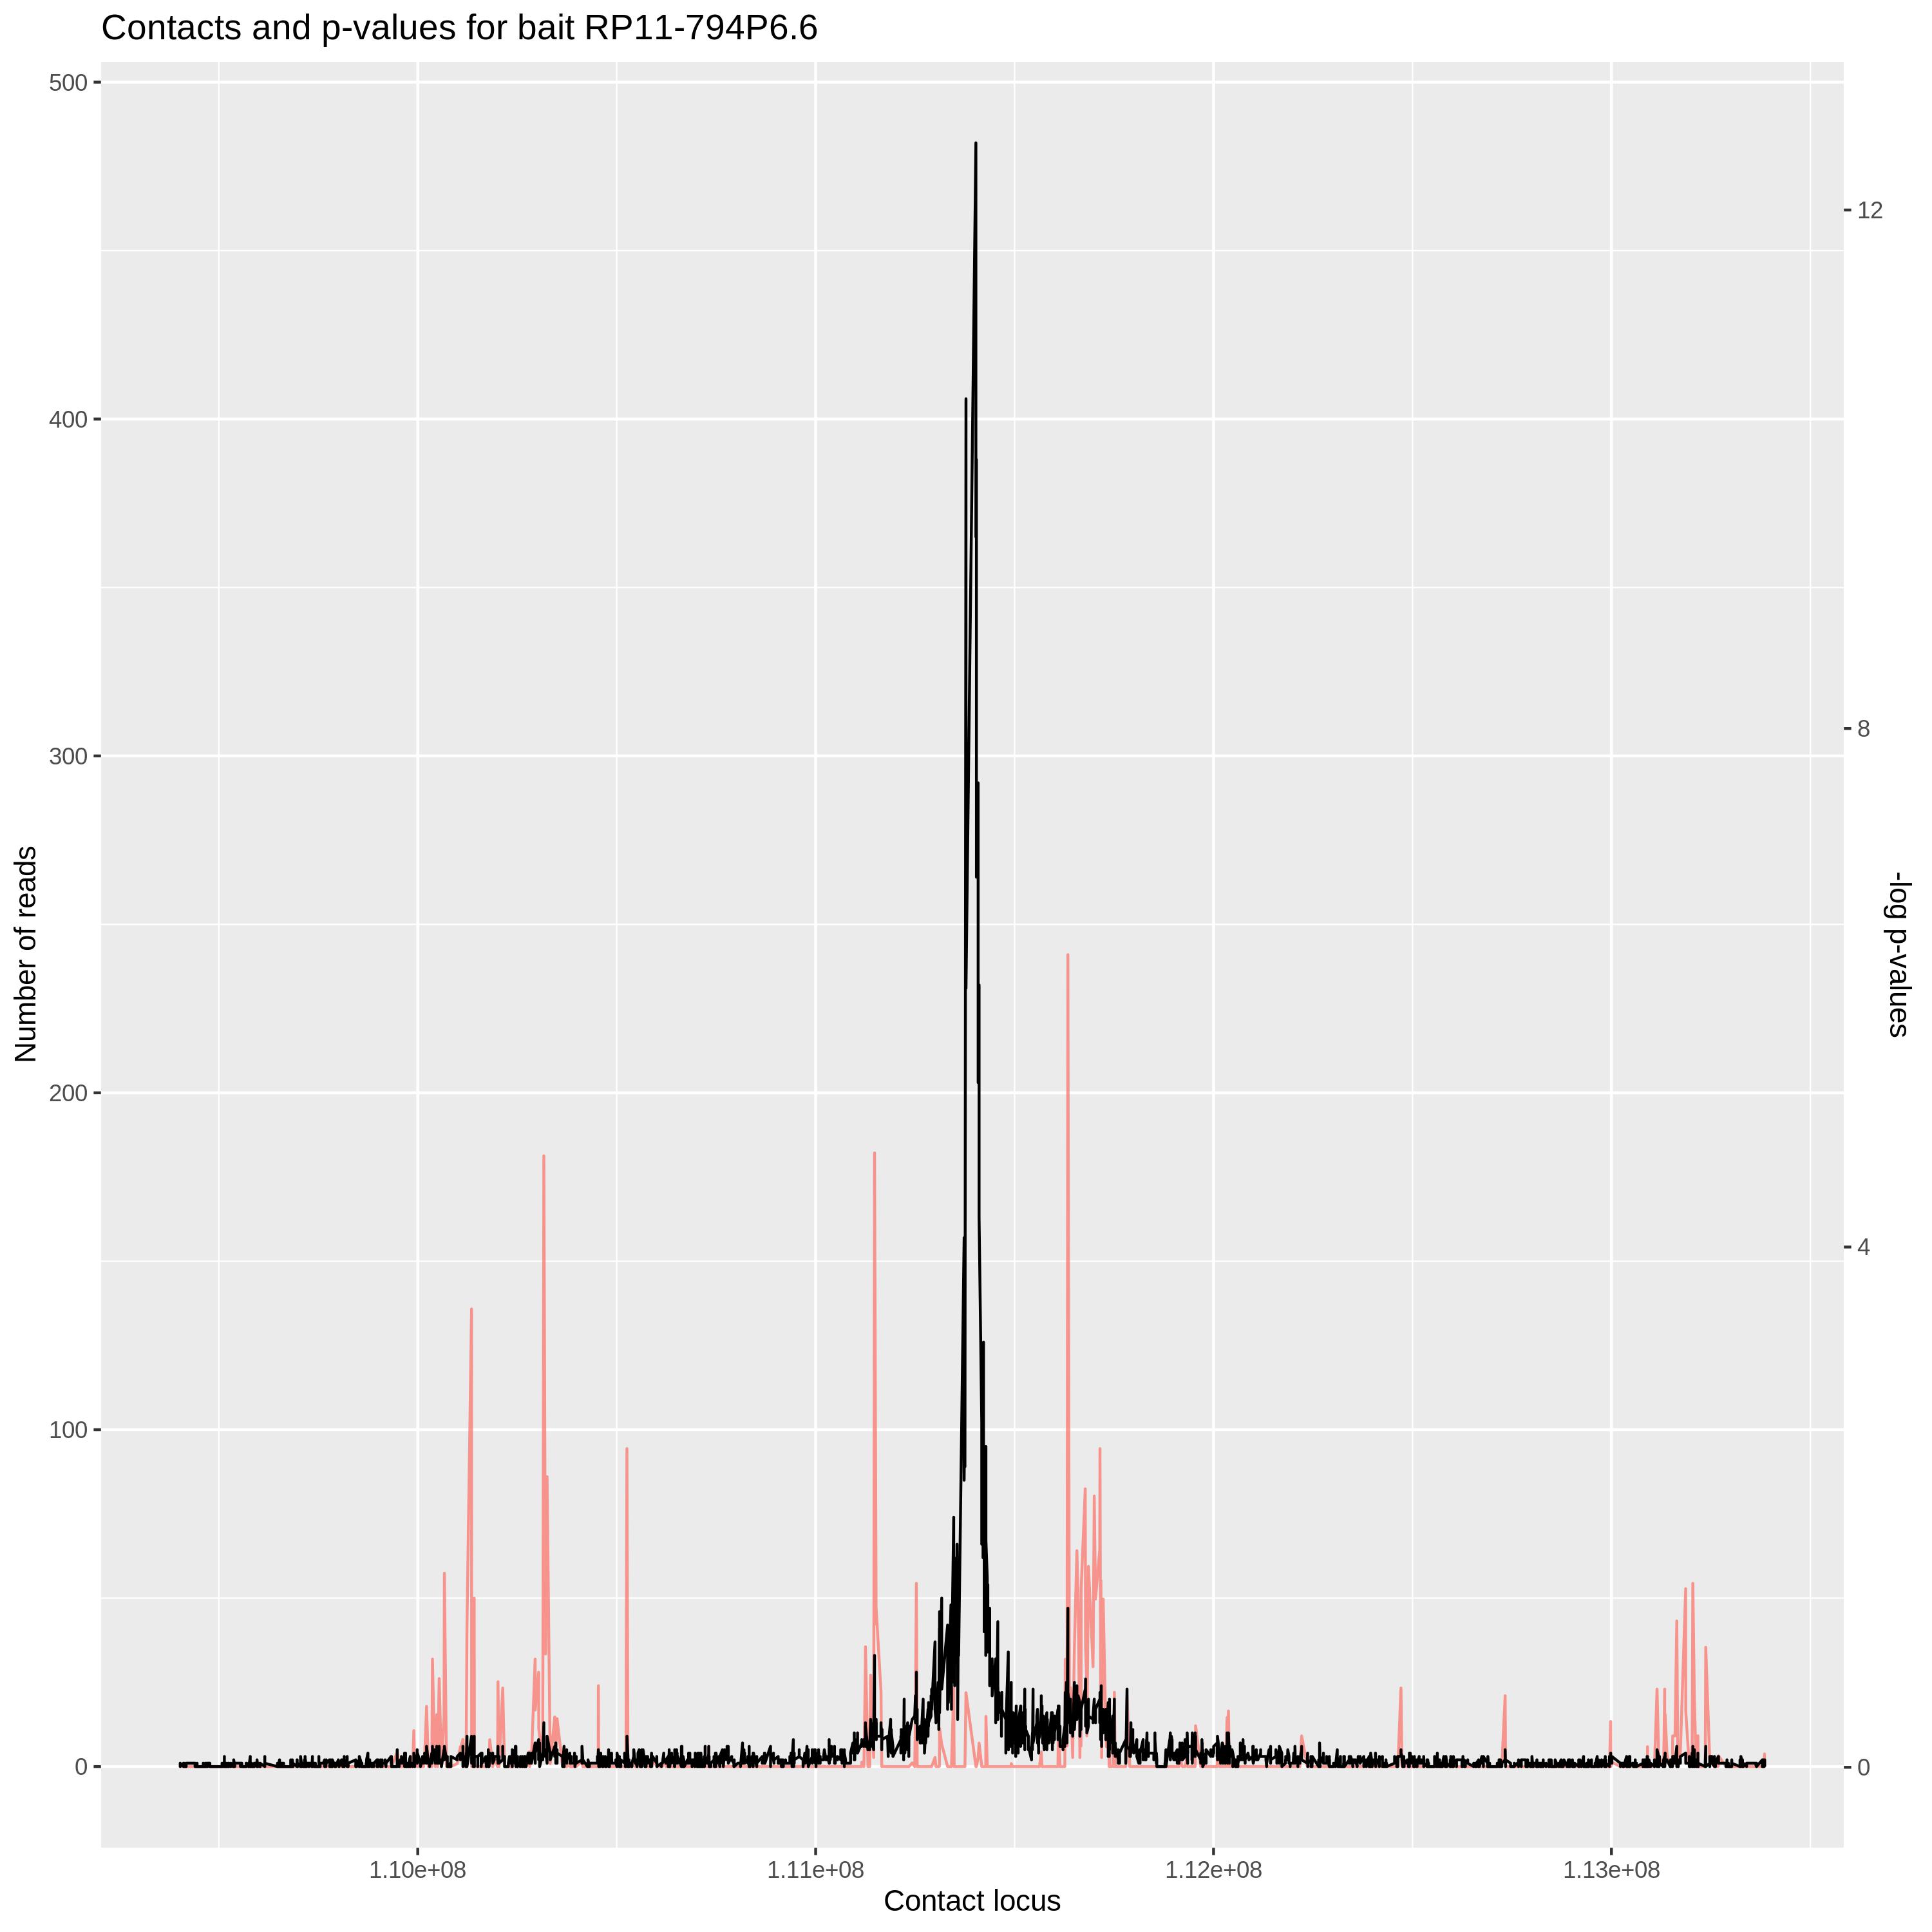 Contacts and p-values for bait RP11-794P6.6
500
400
300
200
100
0
Number of reads
12
8
4
0
-log p-values
1.10e+08
1.11e+08
1.12e+08
1.13e+08
Contact locus